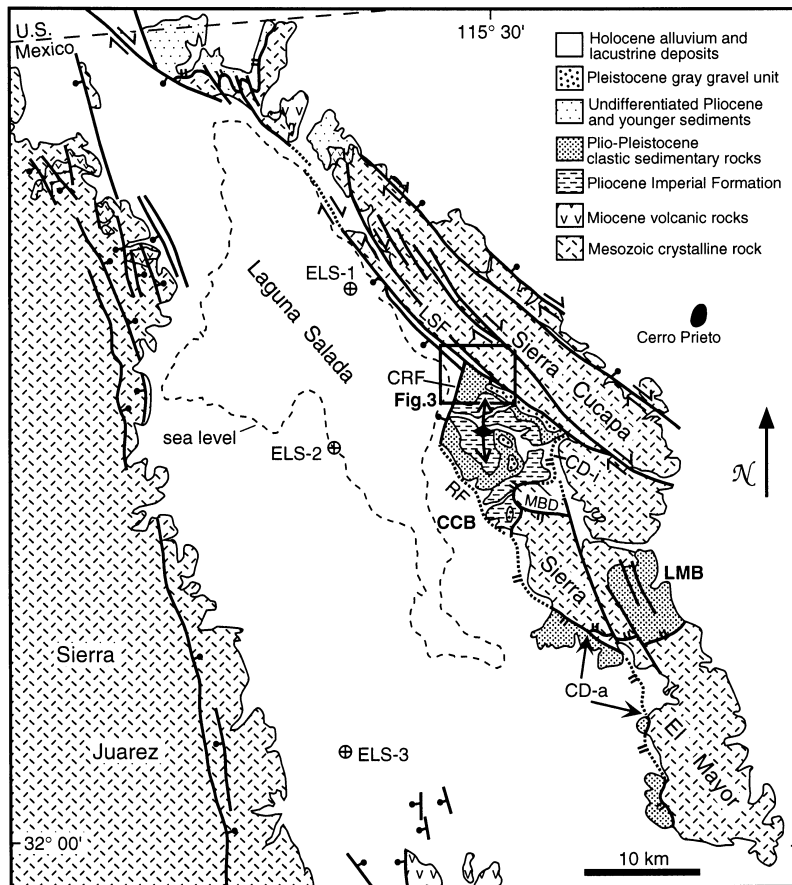 U.S.
Mexico
115° 30'
Holocene alluvium and
lacustrine deposits
Pleistocene gray gravel unit
Undifferentiated Pliocene
and younger sediments
Plio-Pleistocene
clastic sedimentary rocks
Pliocene Imperial Formation
Miocene volcanic rocks
Mesozoic crystalline rock
ELS-1
Laguna Salada
LSF
Sierra Cucapa
Cerro Prieto
CRF
Fig.3
sea level
ELS-2
CD-i
N
RF
MBD
CCB
Sierra
LMB
Sierra
Juarez
CD-a
El Mayor
ELS-3
32° 00'
10 km